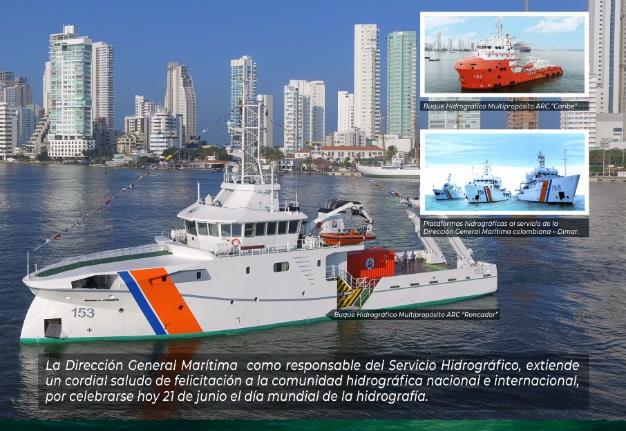 Buque Hidrográfico Multipropósito ARC "Caribe"
Plataformas hidrográficas al servicio de la
Dirección General Marítima colombiana - Dimar.
153
153
Buque Hidrográfico Multipropósito ARC "Roncador"
La Dirección General Marítima como responsable del Servicio Hidrográfico, extiende
un cordial saludo de felicitación a la comunidad hidrográfica nacional e internacional,
por celebrarse hoy 21 de junio el día mundial de la hidrografía.